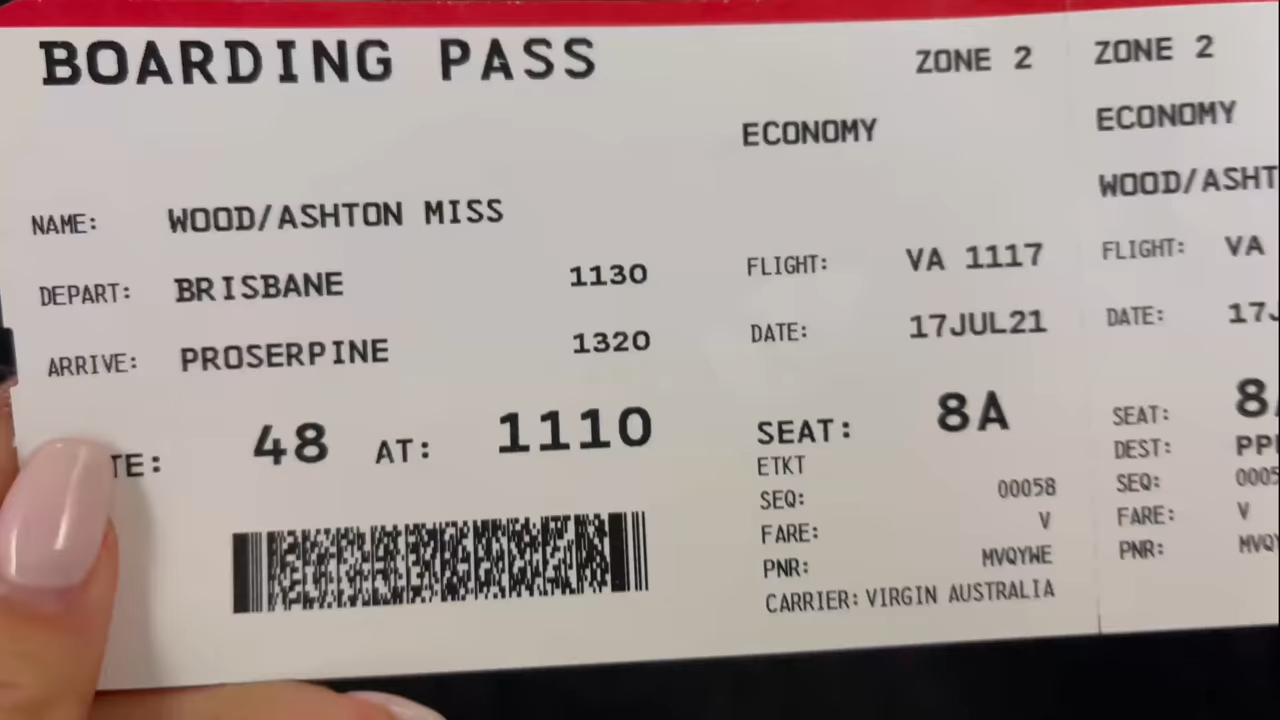 BOARDING PASS ZONE 2 ZONE 2
ECONOMY ECONOMY
NAME: WOOD/ASHTON MISS WOOD/ASHT
DEPART: BRISBANE 1130 FLIGHT: VA 1117 FLIGHT: VA
ARRIVE: PROSERPINE 1320 DATE: 17JUL21 DATE: 17J
TE: 48 AT: 1110 SEAT: 8A SEAT: 8
ETKT DEST: PP
SEQ: 00058 SEQ: 0005
FARE: V FARE: V
PNR: MVQYWE PNR: MVQY
CARRIER: VIRGIN AUSTRALIA